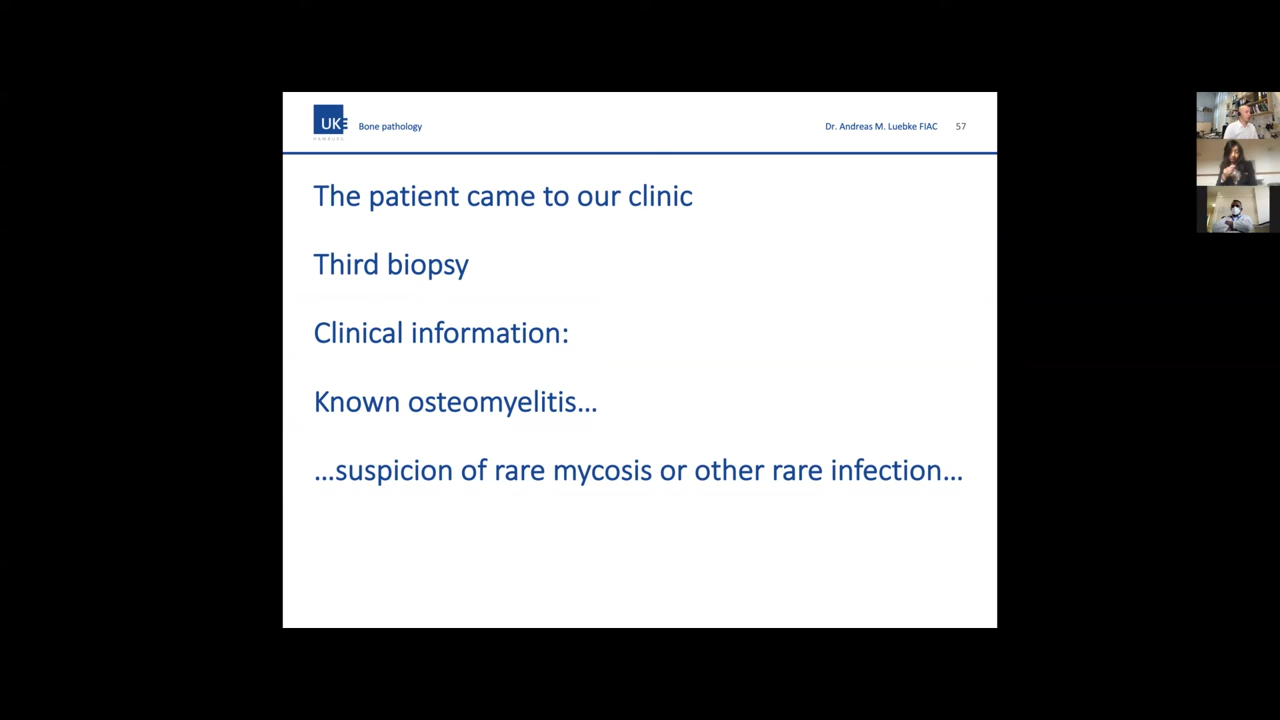 UKE
HAMBURG
Bone pathology
Dr. Andreas M. Luebke FIAC 57
The patient came to our clinic
Third biopsy
Clinical information:
Known osteomyelitis…
…suspicion of rare mycosis or other rare infection…